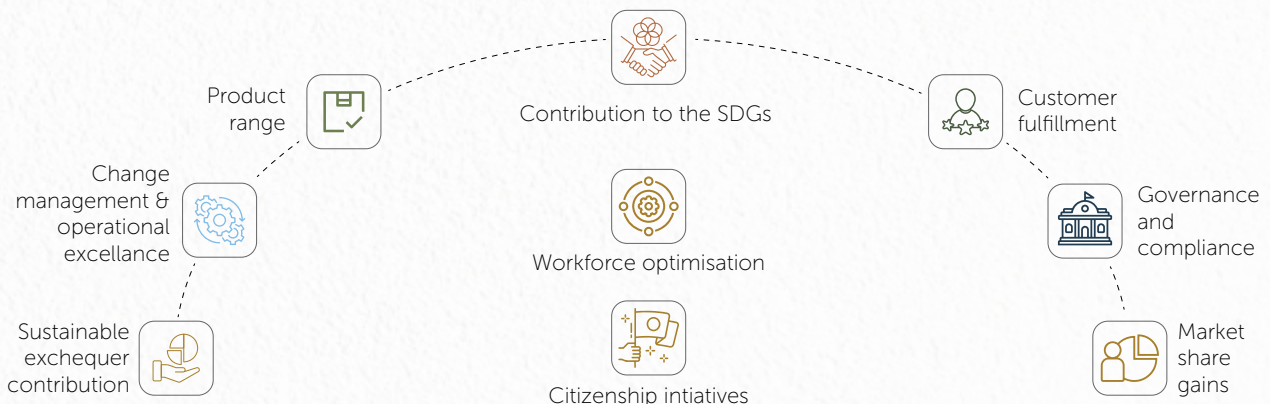 Product
range
Contribution to the SDGs
Customer
fulfillment
Change
management &
operational
excellance
Workforce optimisation
Governance
and
compliance
Sustainable
exchequer
contribution
Citizenship intiatives
Market
share
gains